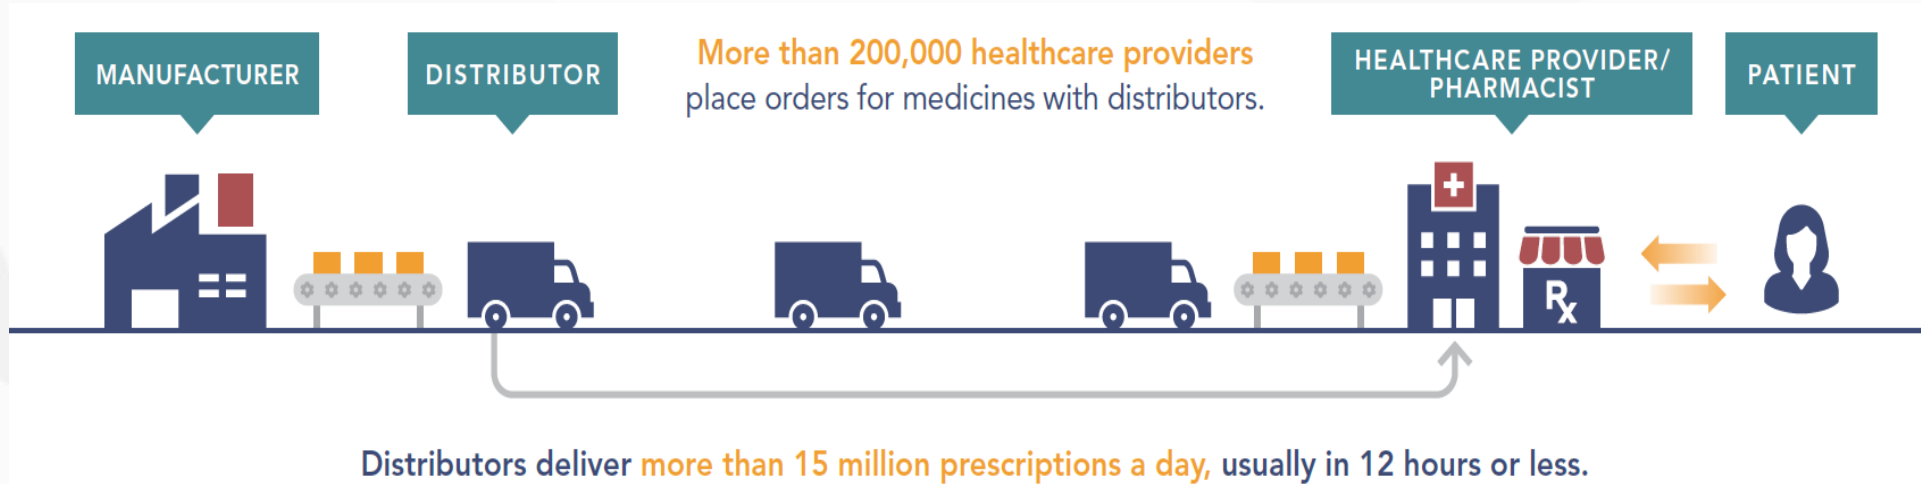 MANUFACTURER
DISTRIBUTOR
More than 200,000 healthcare providers
place orders for medicines with distributors.
HEALTHCARE PROVIDER/
PHARMACIST
PATIENT
Rx
Distributors deliver more than 15 million prescriptions a day, usually in 12 hours or less.